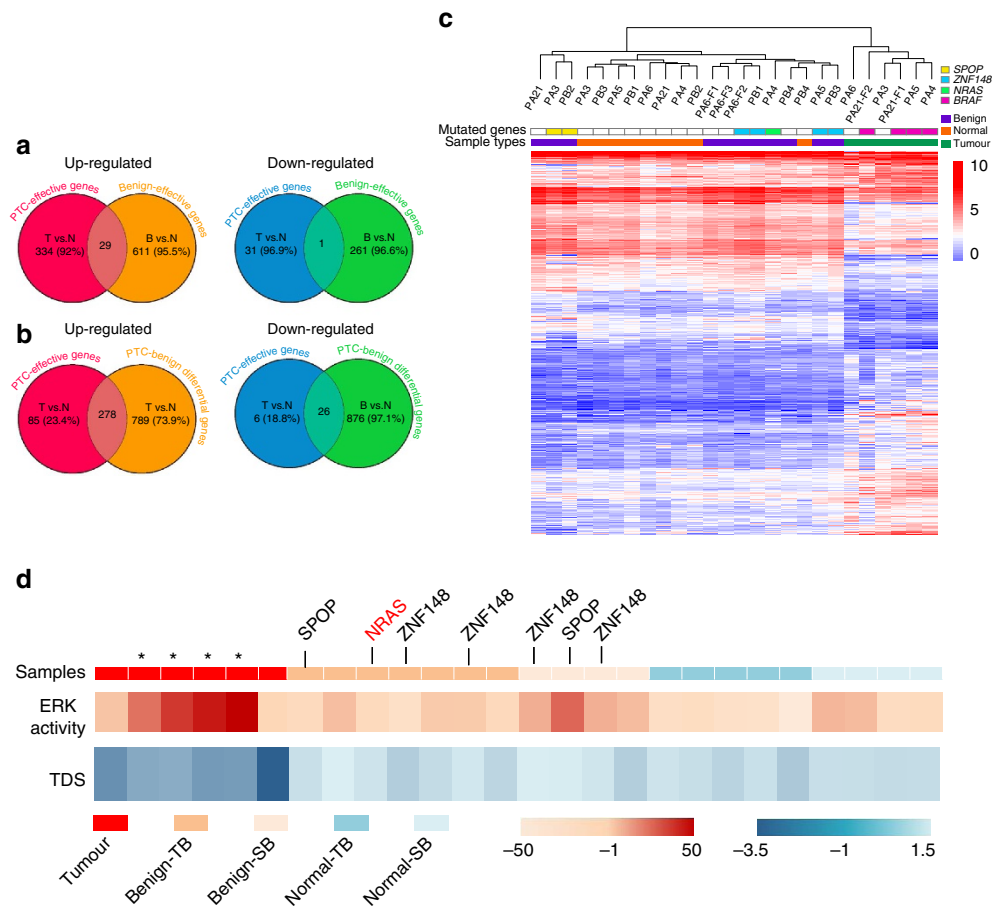 c
PA21
PA3
PB2
PA3
PB3
PA5
PB1
PA6
PA21
PA4
PB2
PA6-F1
PA6-F3
PA6-F2
PB1
PA4
PB4
PB4
PA5
PB3
PA6
PA21-F2
PA3
PA21-F1
PA5
PA4
SPOP
ZNF148
NRAS
BRAF
Benign
Normal
Tumour
Mutated genes
Sample types
10
5
0
a
Up-regulated
PTC-effective genes
Benign-effective genes
T vs.N
334 (92%)
29
B vs.N
611 (95.5%)
Down-regulated
PTC-effective genes
Benign-effective genes
T vs.N
31 (96.9%)
1
B vs.N
261 (96.6%)
b
Up-regulated
PTC-effective genes
PTC-benign differential genes
T vs.N
85 (23.4%)
278
T vs.N
789 (73.9%)
Down-regulated
PTC-effective genes
PTC-benign differential genes
T vs.N
6 (18.8%)
26
B vs.N
876 (97.1%)
d
SPOP
NRAS
ZNF148
ZNF148
ZNF148
SPOP
ZNF148
* * * *
Samples
ERK
activity
TDS
Tumour
Benign-TB
Benign-SB
Normal-TB
Normal-SB
−50 −1 50
−3.5 −1 1.5